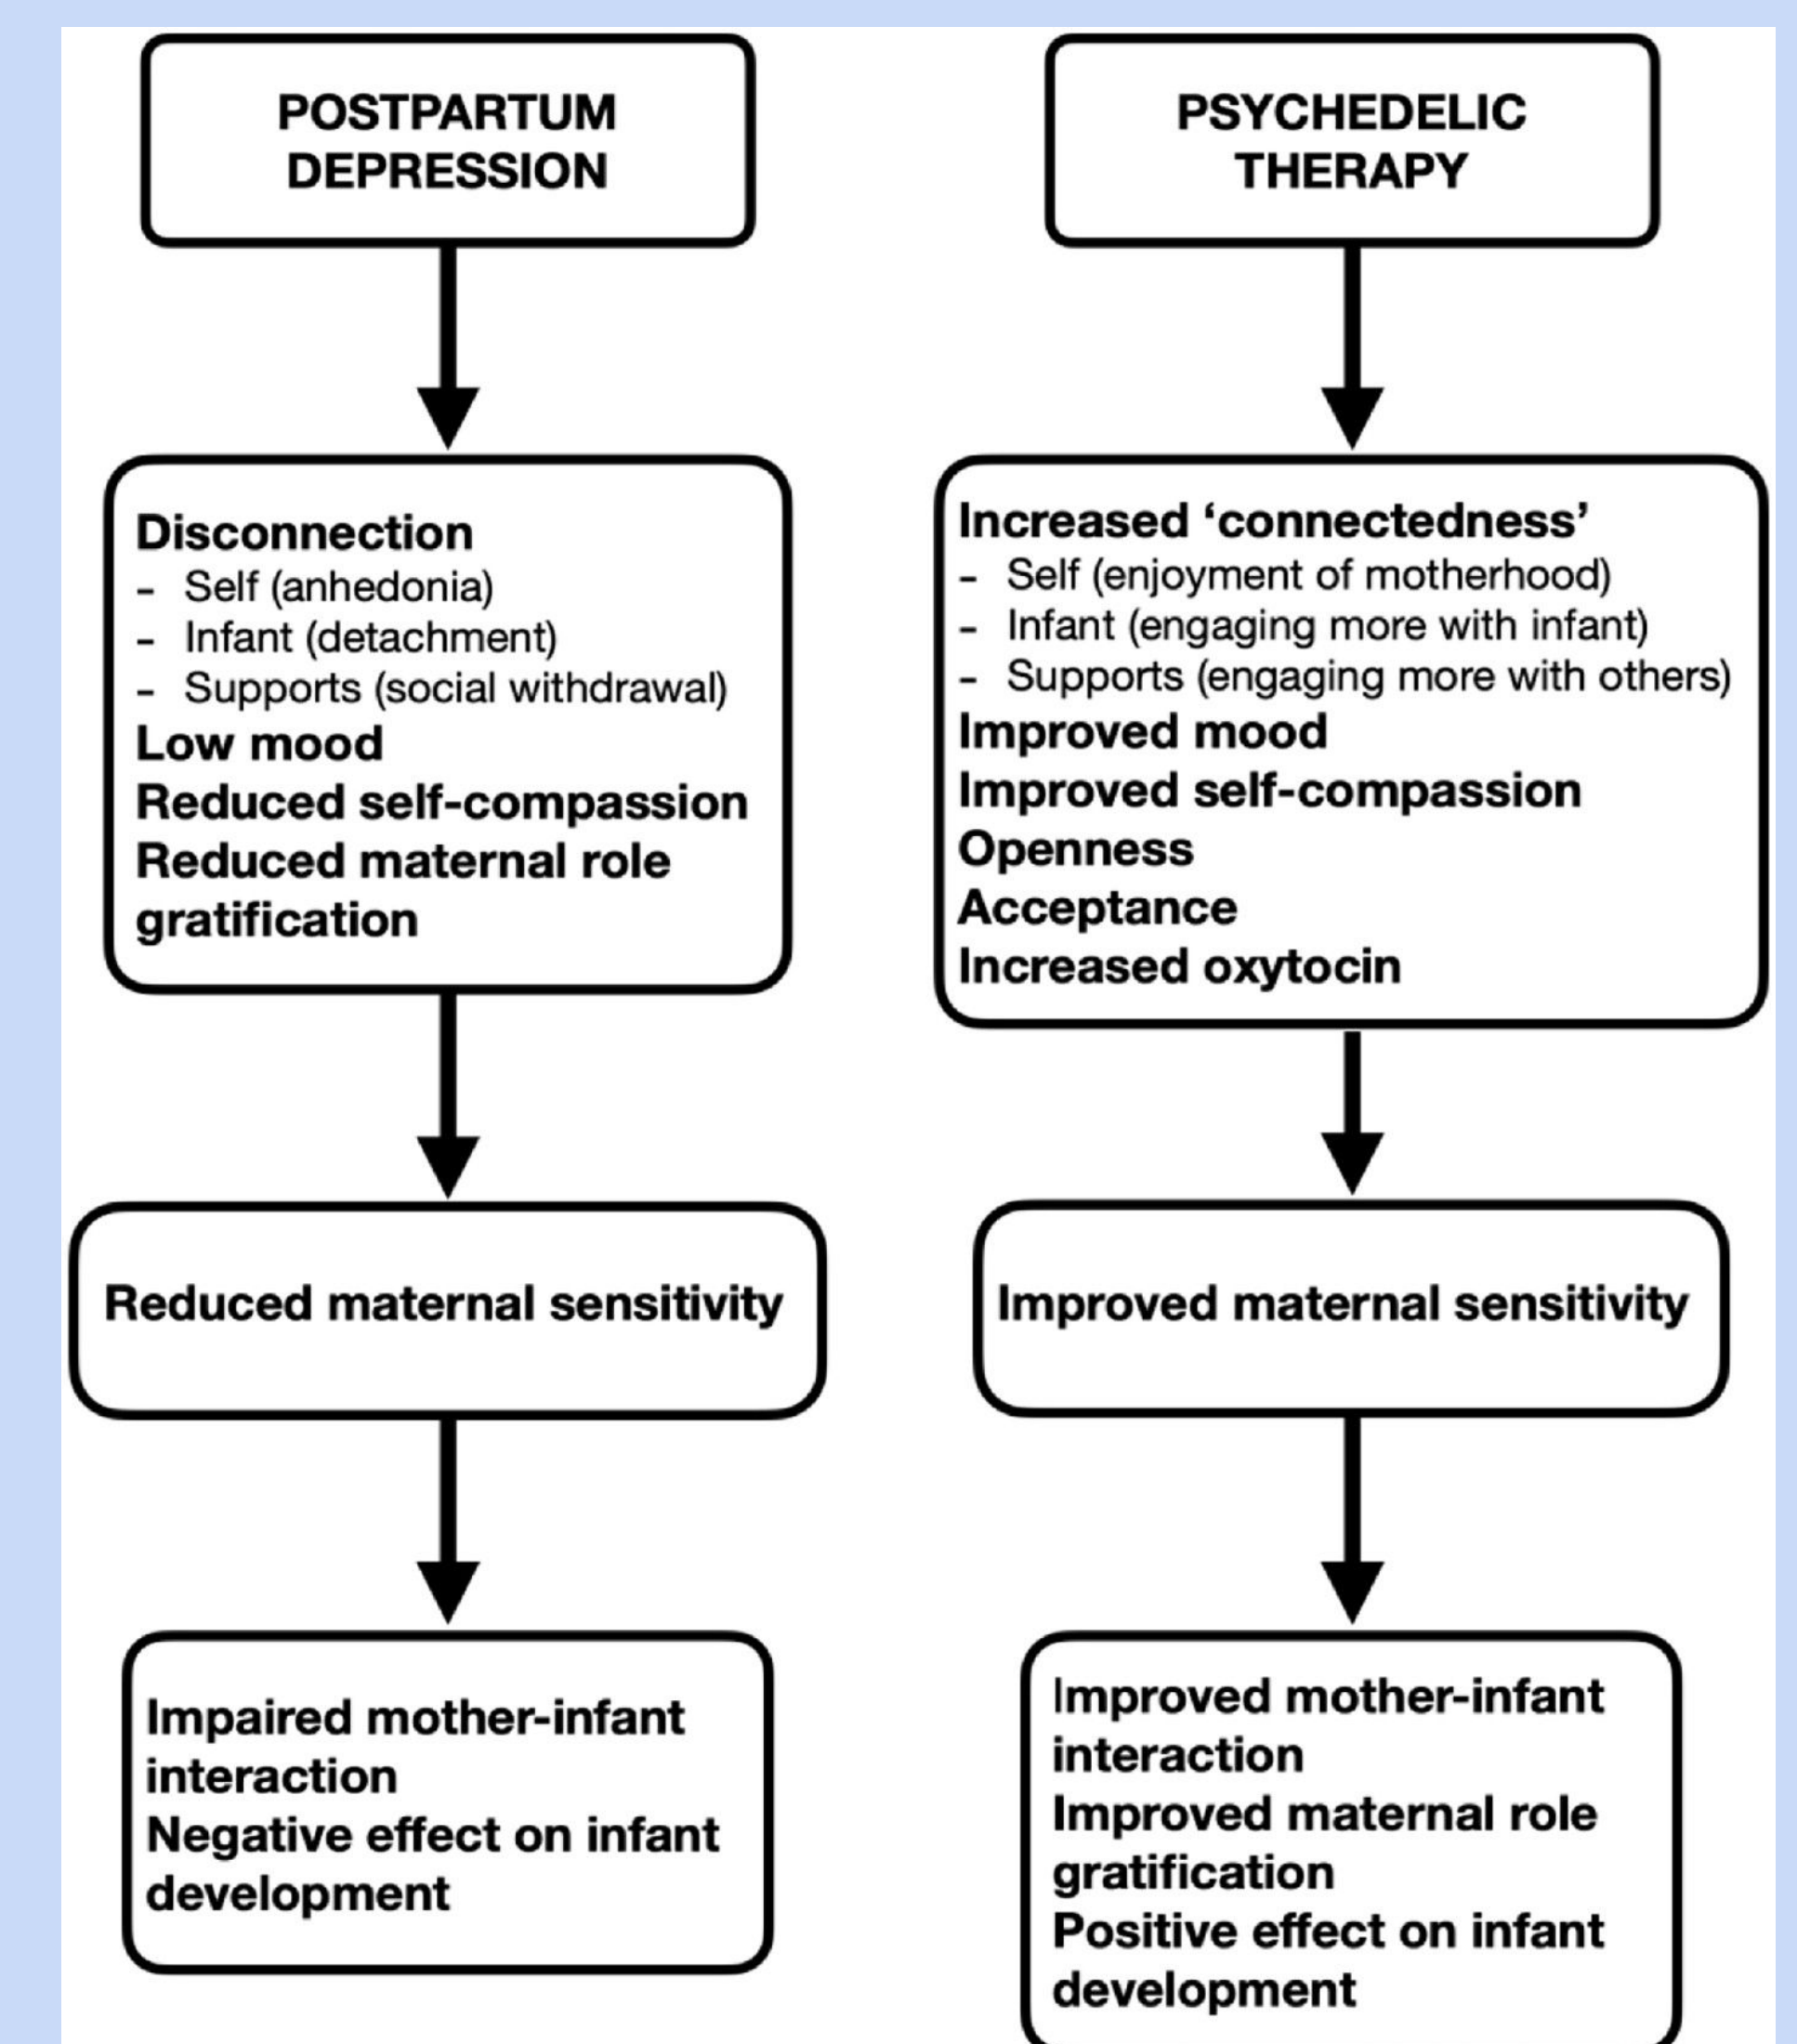 POSTPARTUM
DEPRESSION
Disconnection
- Self (anhedonia)
- Infant (detachment)
- Supports (social withdrawal)
Low mood
Reduced self-compassion
Reduced maternal role
gratification
Reduced maternal sensitivity
Impaired mother-infant
interaction
Negative effect on infant
development
PSYCHEDELIC
THERAPY
Increased ‘connectedness’
- Self (enjoyment of motherhood)
- Infant (engaging more with infant)
- Supports (engaging more with others)
Improved mood
Improved self-compassion
Openness
Acceptance
Increased oxytocin
Improved maternal sensitivity
Improved mother-infant
interaction
Improved maternal role
gratification
Positive effect on infant
development